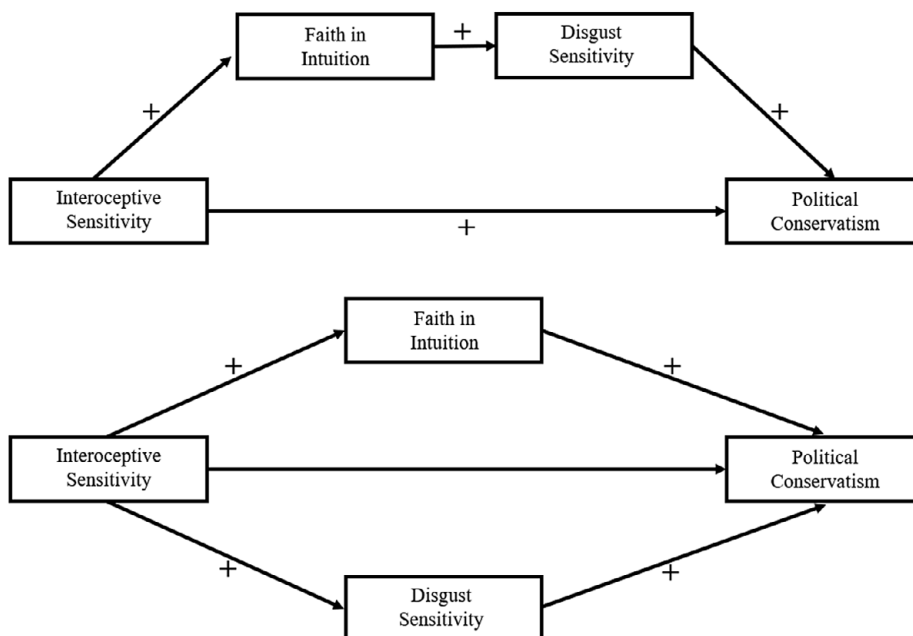 Faith in
Intuition
+
Disgust
Sensitivity
+
+
Interoceptive
Sensitivity
+
Political
Conservatism
Faith in
Intuition
+
+
Interoceptive
Sensitivity
Political
Conservatism
+
+
Disgust
Sensitivity